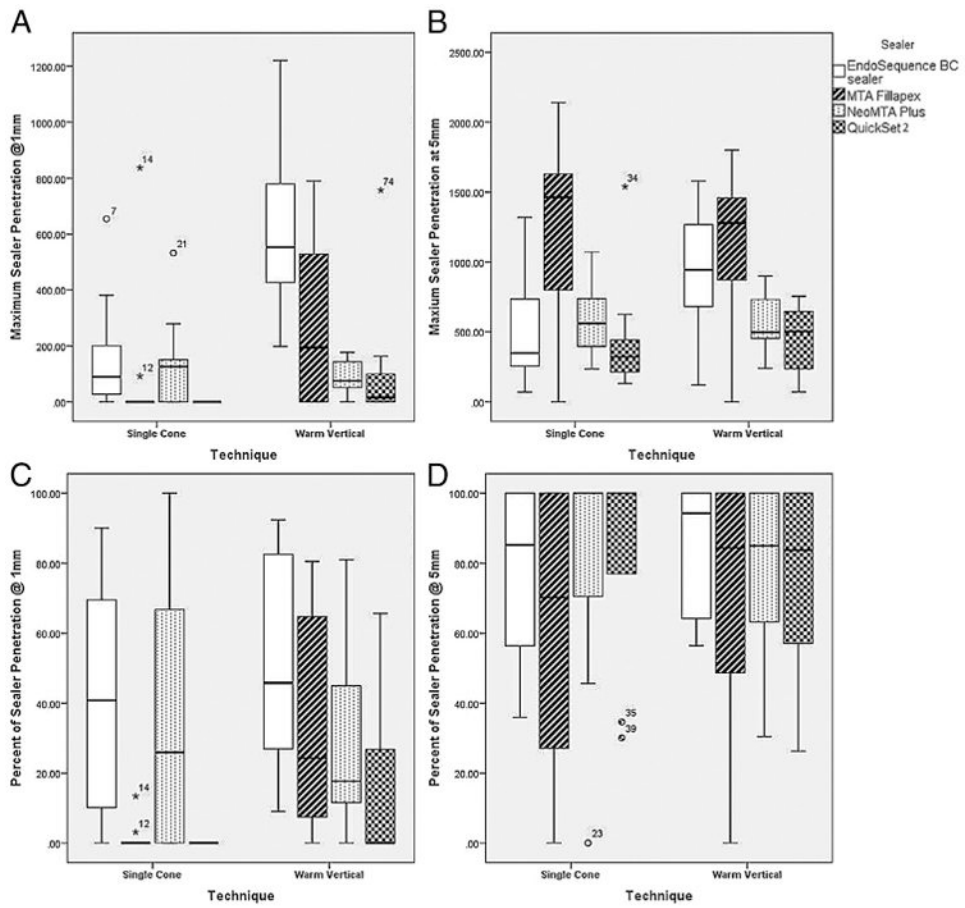 A
Maximum Sealer Penetration @1mm
1200.00
1000.00
800.00
600.00
400.00
200.00
.00
7
14
12
21
74
Single Cone
Warm Vertical
Technique
B
Maxium Sealer Penetration at 5mm
2500.00
2000.00
1500.00
1000.00
500.00
.00
34
Single Cone
Warm Vertical
Technique
Sealer
EndoSequence BC
sealer
MTA Fillapex
NeoMTA Plus
QuickSet2
C
Percent of Sealer Penetration @ 1mm
100.00
80.00
60.00
40.00
20.00
.00
14
12
Single Cone
Warm Vertical
Technique
D
Percent of Sealer Penetration @ 5mm
100.00
80.00
60.00
40.00
20.00
.00
23
35
39
Single Cone
Warm Vertical
Technique